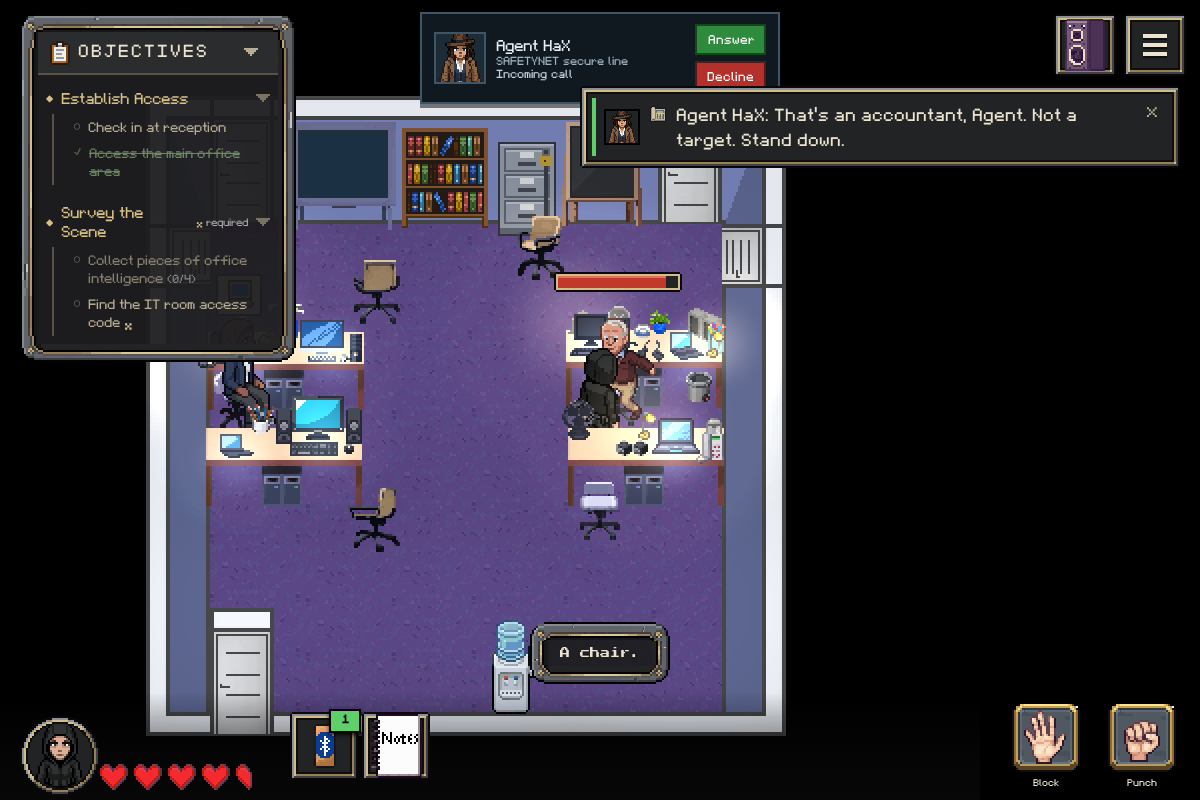 OBJECTIVES
Establish Access
Check in at reception
Access the main office
area
Survey the
Scene
x required
Collect pieces of office
intelligence (0/4)
Find the IT room access
code x
Agent HaX
SAFETYNET secure line
Incoming call
Answer
Decline
Agent HaX: That's an accountant, Agent. Not a
target. Stand down.
A chair.
1
Notes
Block
Punch